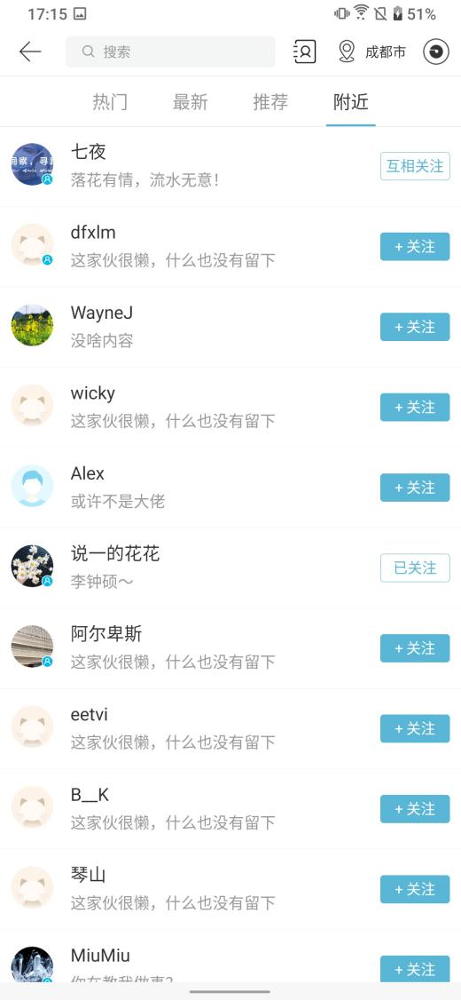 17:15 51%
搜索 成都市
热门 最新 推荐 附近
七夜
落花有情，流水无意！
互相关注
dfxlm
这家伙很懒，什么也没有留下
+ 关注
WayneJ
没啥内容
+ 关注
wicky
这家伙很懒，什么也没有留下
+ 关注
Alex
或许不是大佬
+ 关注
说一的花花
李钟硕～
已关注
阿尔卑斯
这家伙很懒，什么也没有留下
+ 关注
eetvi
这家伙很懒，什么也没有留下
+ 关注
B__K
这家伙很懒，什么也没有留下
+ 关注
琴山
这家伙很懒，什么也没有留下
+ 关注
MiuMiu
你在教我做事？
+ 关注